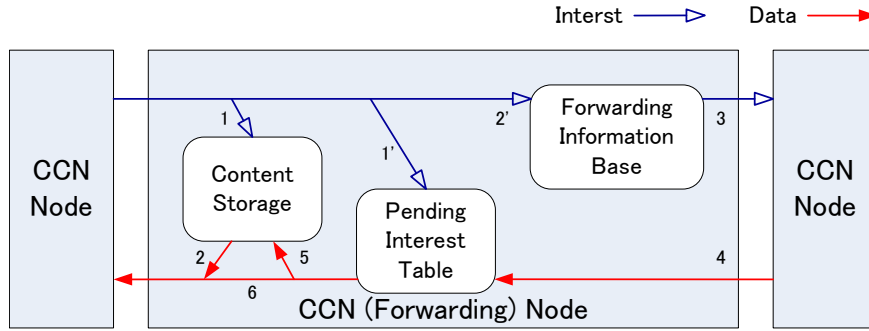 Interst
Data
CCN
Node
1
Content
Storage
2
5
6
1'
Pending
Interest
Table
2'
Forwarding
Information
Base
3
4
CCN (Forwarding) Node
CCN
Node